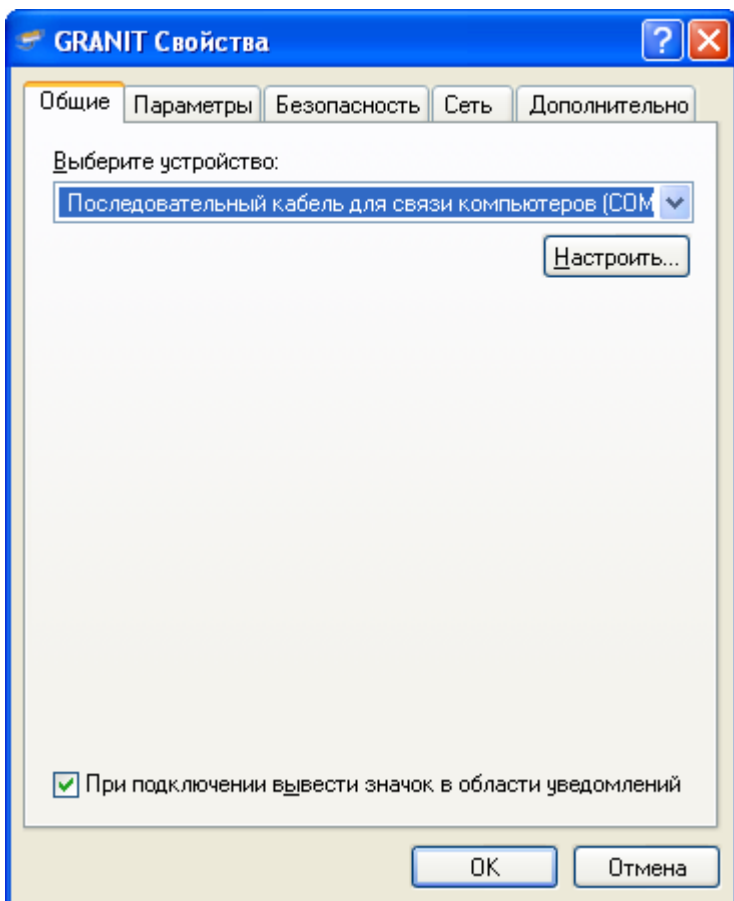 GRANIT Свойства
Общие Параметры Безопасность Сеть Дополнительно
Выберите устройство:
Последовательный кабель для связи компьютеров (COM
Настроить...
При подключении вывести значок в области уведомлений
OK Отмена